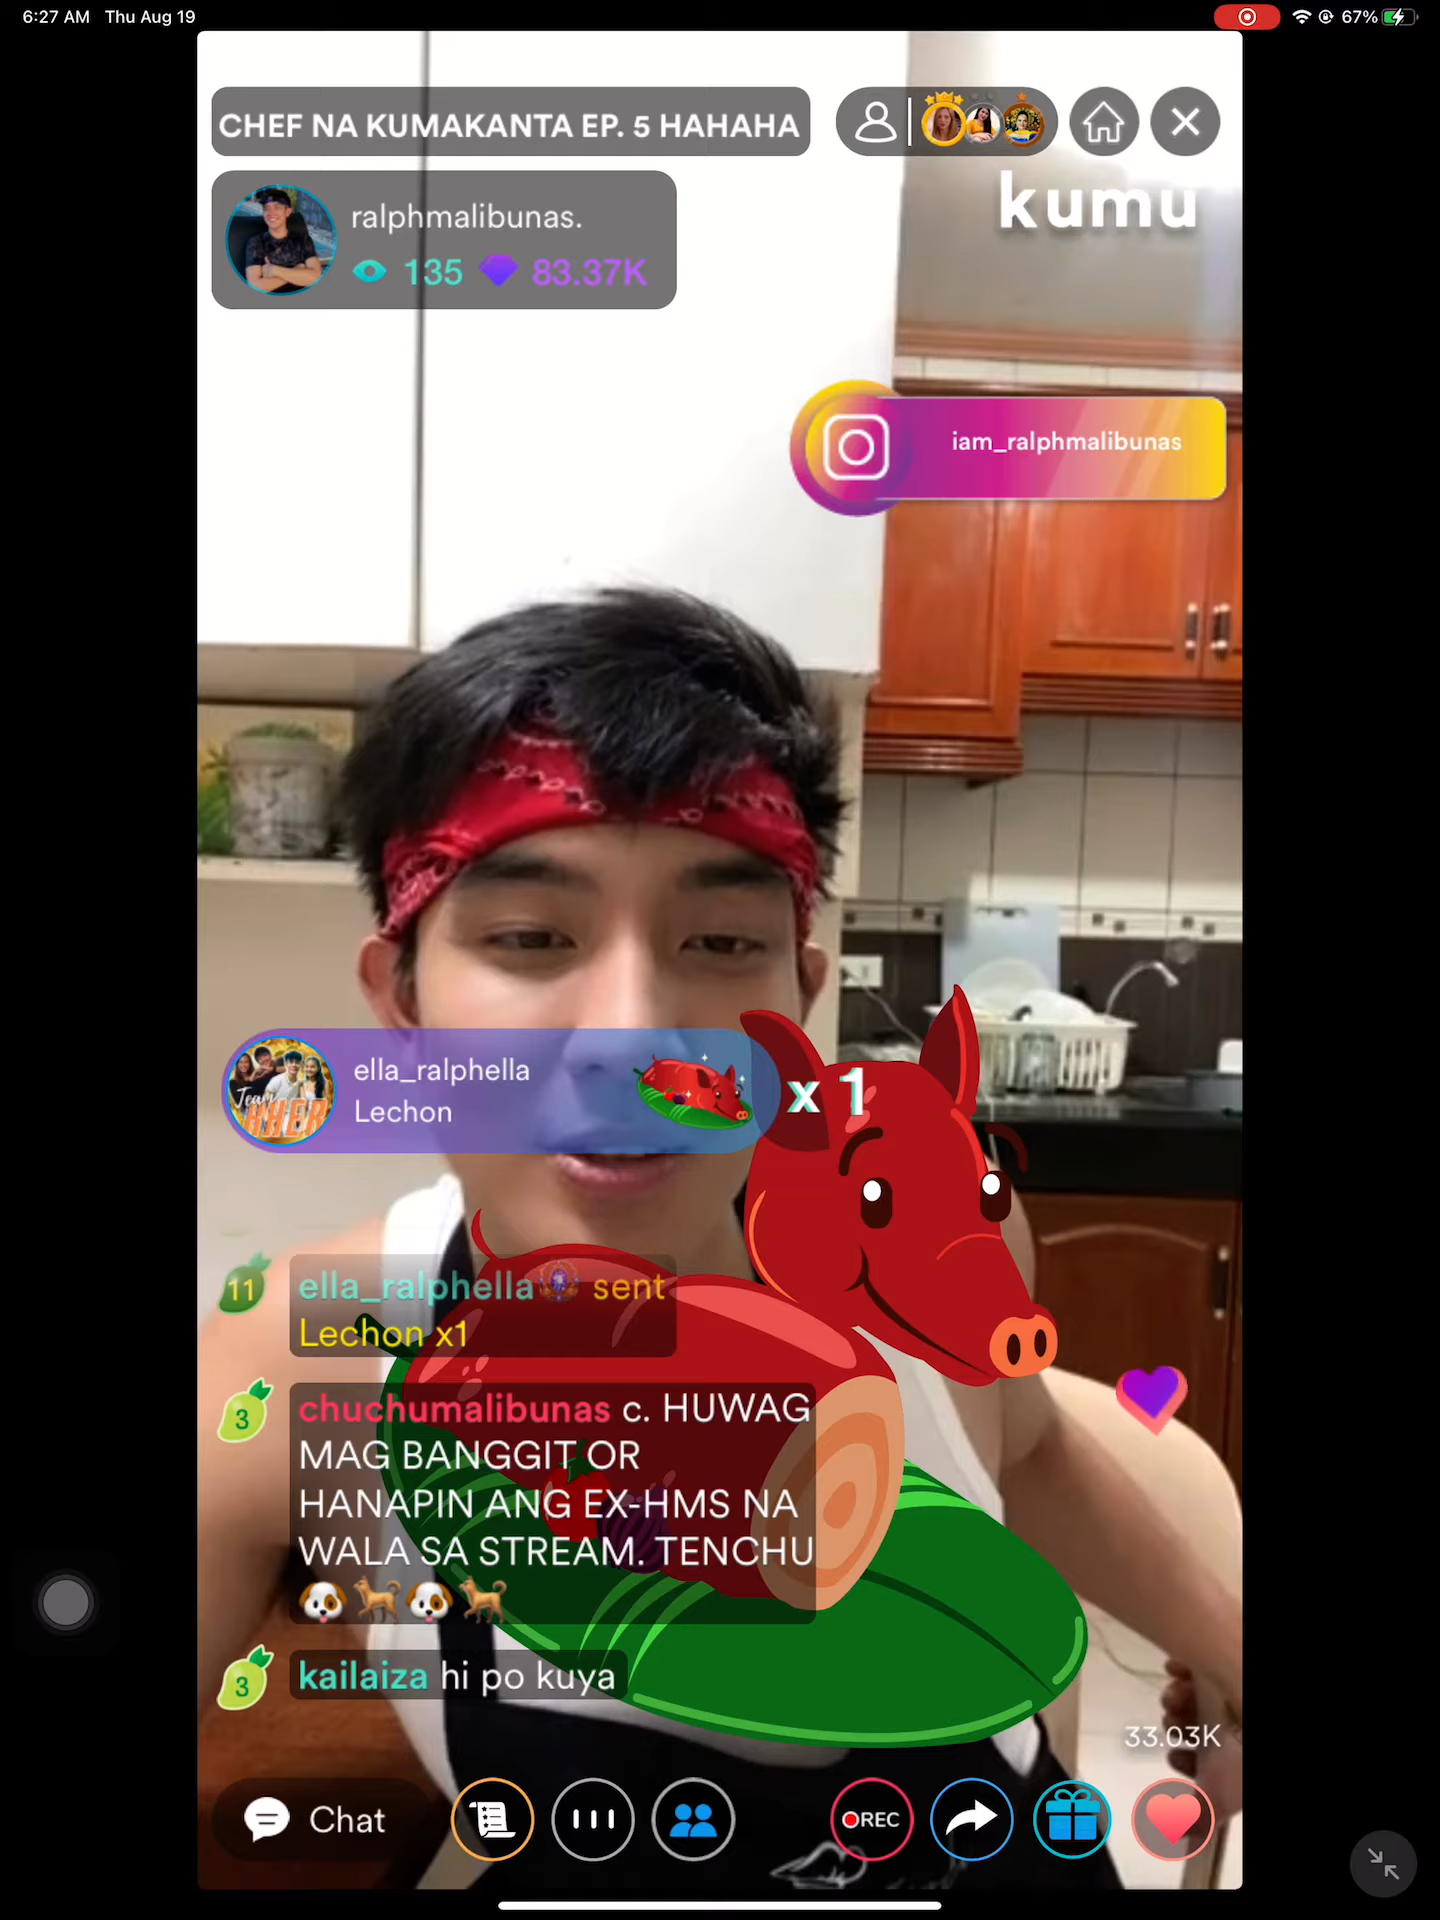 6:27 AM Thu Aug 19
67%
CHEF NA KUMAKANTA EP. 5 HAHAHA
kumu
ralphmalibunas.
135 83.37K
iam_ralphmalibunas
ella_ralphella
Lechon
x 1
Team
11
ella_ralphella sent
Lechon x1
3
chuchumalibunas c. HUWAG
MAG BANGGIT OR
HANAPIN ANG EX-HMS NA
WALA SA STREAM. TENCHU
🐶🐕🐶🐕
3
kailaiza hi po kuya
33.03K
Chat
REC